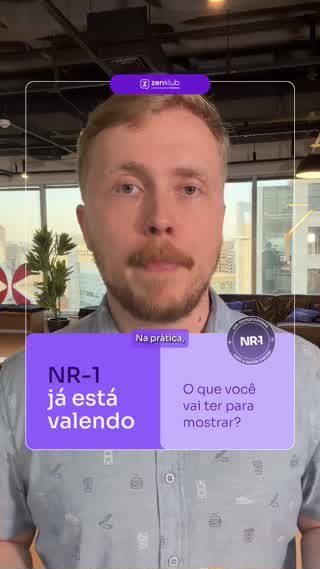 zenklub
Na prática,
NR-1
já está
valendo
NR-1
O que você
vai ter para
mostrar?